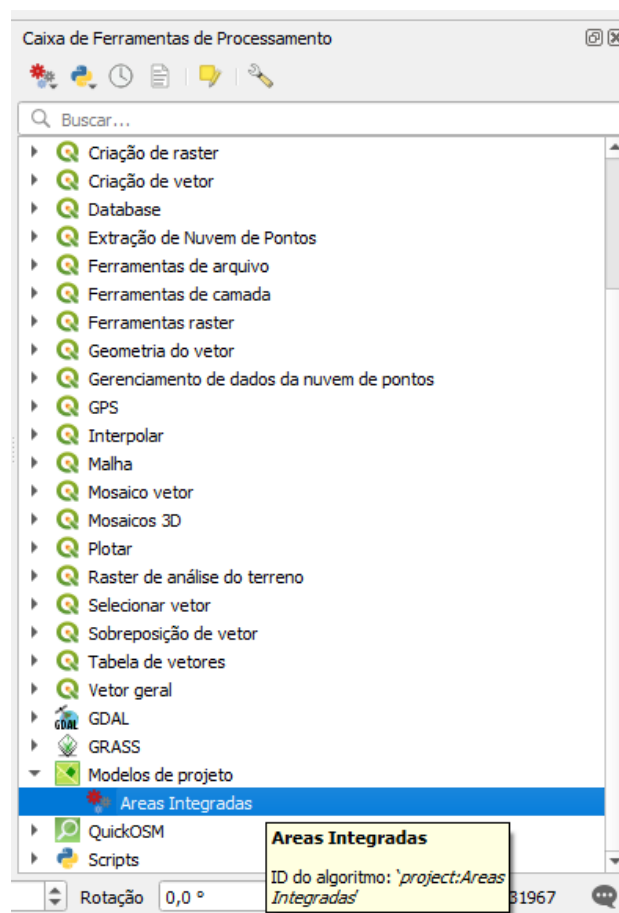 Caixa de Ferramentas de Processamento
Buscar...
Criação de raster
Criação de vetor
Database
Extração de Nuvem de Pontos
Ferramentas de arquivo
Ferramentas de camada
Ferramentas raster
Geometria do vetor
Gerenciamento de dados da nuvem de pontos
GPS
Interpolar
Malha
Mosaico vetor
Mosaicos 3D
Plotar
Raster de análise do terreno
Selecionar vetor
Sobreposição de vetor
Tabela de vetores
Vetor geral
GDAL GDAL
GRASS
Modelos de projeto
Areas Integradas
QuickOSM
Scripts
Areas Integradas
ID do algoritmo: `project:Areas
Integradas'
Rotação 0,0 ° 31967